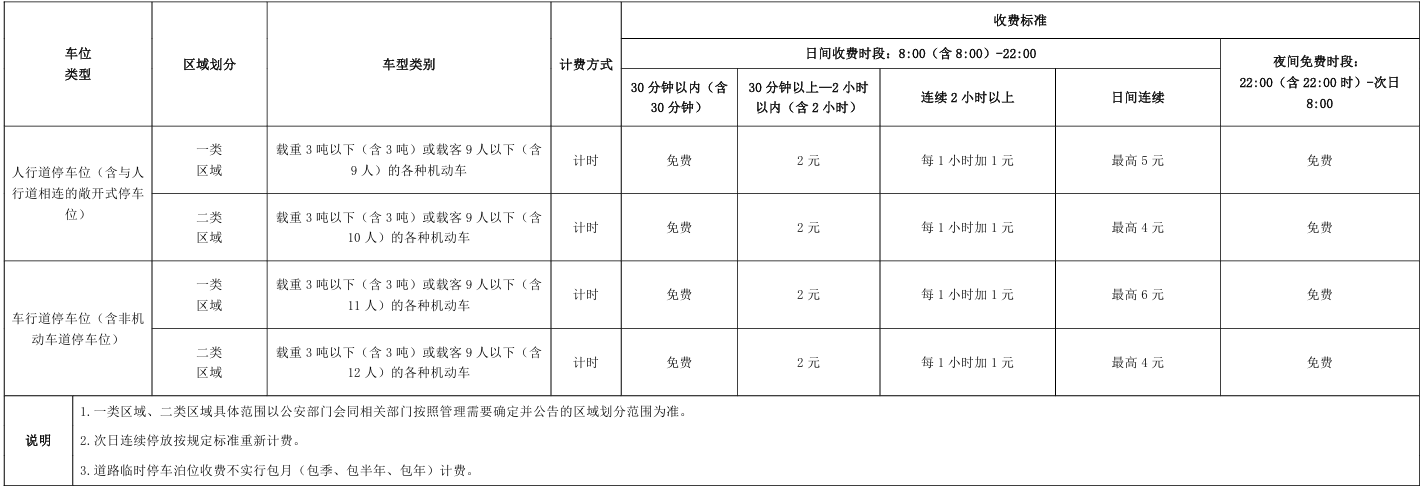 车位
类型
区域划分
车型类别
计费方式
收费标准
日间收费时段：8:00（含 8:00）-22:00
夜间免费时段：
22:00（含 22:00 时）-次日
8:00
30 分钟以内（含
30 分钟）
30 分钟以上—2 小时
以内（含 2 小时）
连续 2 小时以上
日间连续
人行道停车位（含与人
行道相连的敞开式停车
位）
一类
区域
载重 3 吨以下（含 3 吨）或载客 9 人以下（含
9 人）的各种机动车
计时
免费
2 元
每 1 小时加 1 元
最高 5 元
免费
二类
区域
载重 3 吨以下（含 3 吨）或载客 9 人以下（含
10 人）的各种机动车
计时
免费
2 元
每 1 小时加 1 元
最高 4 元
免费
车行道停车位（含非机
动车道停车位）
一类
区域
载重 3 吨以下（含 3 吨）或载客 9 人以下（含
11 人）的各种机动车
计时
免费
2 元
每 1 小时加 1 元
最高 6 元
免费
二类
区域
载重 3 吨以下（含 3 吨）或载客 9 人以下（含
12 人）的各种机动车
计时
免费
2 元
每 1 小时加 1 元
最高 4 元
免费
说明
1.一类区域、二类区域具体范围以公安部门会同相关部门按照管理需要确定并公告的区域划分范围为准。
2.次日连续停放按规定标准重新计费。
3.道路临时停车泊位收费不实行包月（包季、包半年、包年）计费。